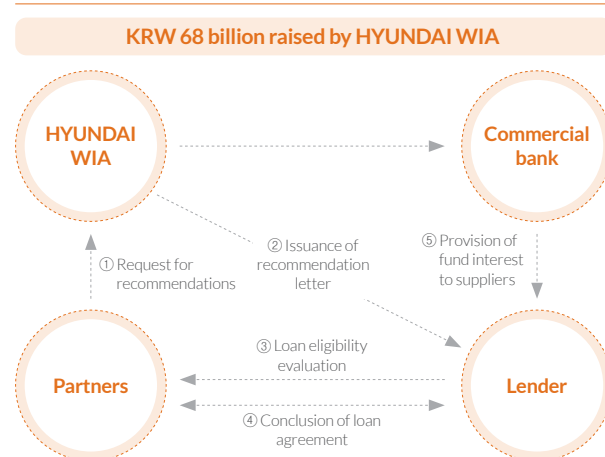 KRW 68 billion raised by HYUNDAI WIA
HYUNDAI
WIA
Commercial
bank
① Request for
recommendations
② Issuance of
recommendation
letter
⑤ Provision of
fund interest
to suppliers
Partners
③ Loan eligibility
evaluation
④ Conclusion of loan
agreement
Lender